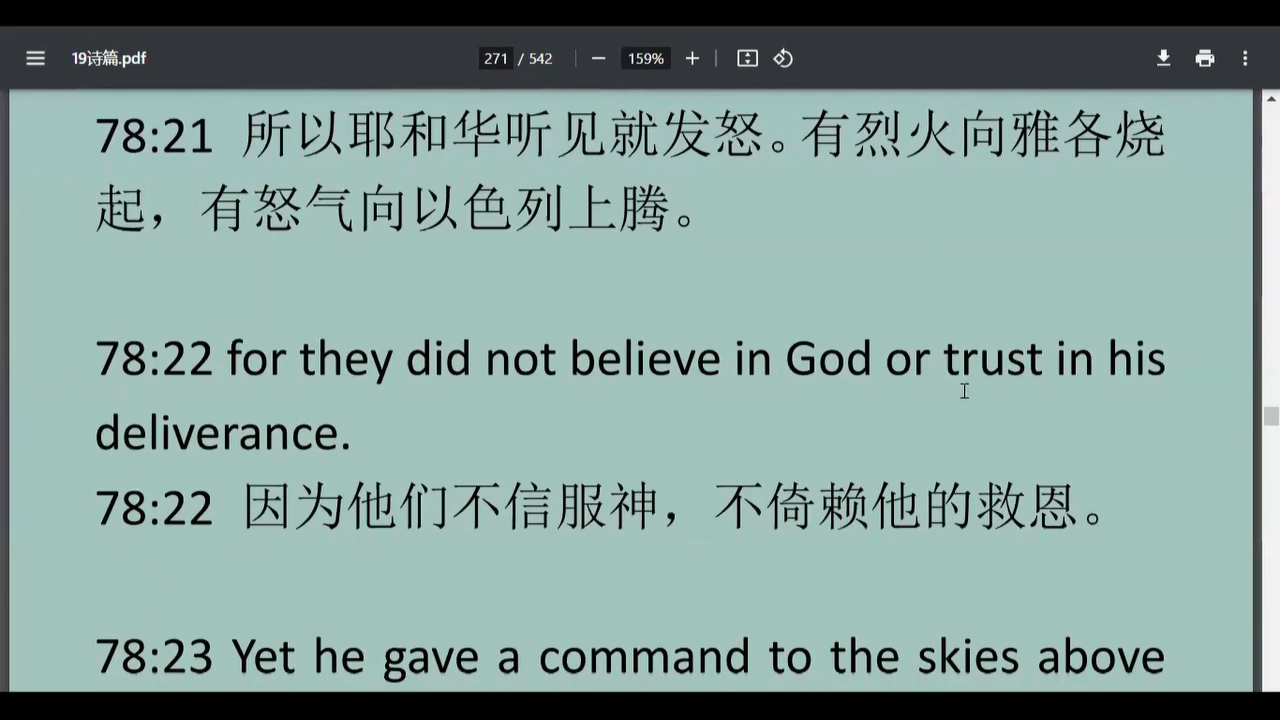 19诗篇.pdf
271 / 542
159%
78:21 所以耶和华听见就发怒。有烈火向雅各烧
起，有怒气向以色列上腾。
78:22 for they did not believe in God or trust in his
deliverance.
78:22 因为他们不信服神，不倚赖他的救恩。
78:23 Yet he gave a command to the skies above